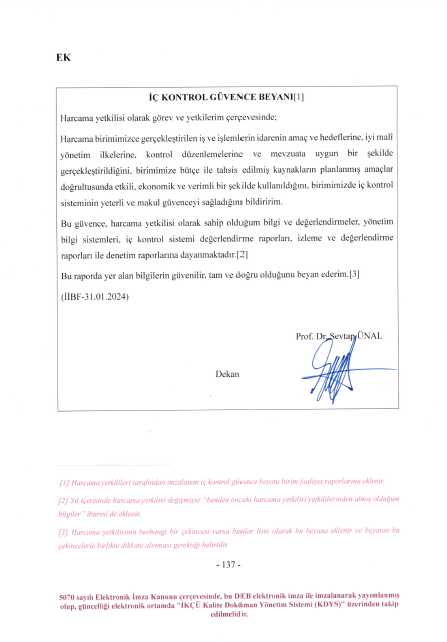 EK
İÇ KONTROL GÜVENCE BEYANI[1]
Harcama yetkilisi olarak görev ve yetkilerim çerçevesinde;
Harcama birimimizce gerçekleştirilen iş ve işlemlerin idarenin amaç ve hedeflerine, iyi malî
yönetim ilkelerine, kontrol düzenlemelerine ve mevzuata uygun bir şekilde
gerçekleştirildiğini, birimimize bütçe ile tahsis edilmiş kaynakların planlanmış amaçlar
doğrultusunda etkili, ekonomik ve verimli bir şekilde kullanıldığını, birimimizde iç kontrol
sisteminin yeterli ve makul güvenceyi sağladığını bildiririm.
Bu güvence, harcama yetkilisi olarak sahip olduğum bilgi ve değerlendirmeler, yönetim
bilgi sistemleri, iç kontrol sistemi değerlendirme raporları, izleme ve değerlendirme
raporları ile denetim raporlarına dayanmaktadır.[2]
Bu raporda yer alan bilgilerin güvenilir, tam ve doğru olduğunu beyan ederim.[3]
(İİBF-31.01.2024)
Prof. Dr. Sevtap ÜNAL
Dekan
[1] Harcama yetkilileri tarafından imzalanan iç kontrol güvence beyanı birim faaliyet raporlarına eklenir.
[2] Yıl içerisinde harcama yetkilisi değişmişse "benden önceki harcama yetkilisi/yetkililerinden almış olduğum
bilgiler" ibaresi de eklenir.
[3] Harcama yetkilisinin herhangi bir çekincesi varsa bunlar liste olarak bu beyana eklenir ve beyanın bu
çekincelerle birlikte dikkate alınması gerektiği belirtilir.
- 137 -
5070 sayılı Elektronik İmza Kanunu çerçevesinde, bu DEB elektronik imza ile imzalanarak yayımlanmış
olup, güncelliği elektronik ortamda "İKÇÜ Kalite Doküman Yönetim Sistemi (KDYS)" üzerinden takip
edilmelidir.